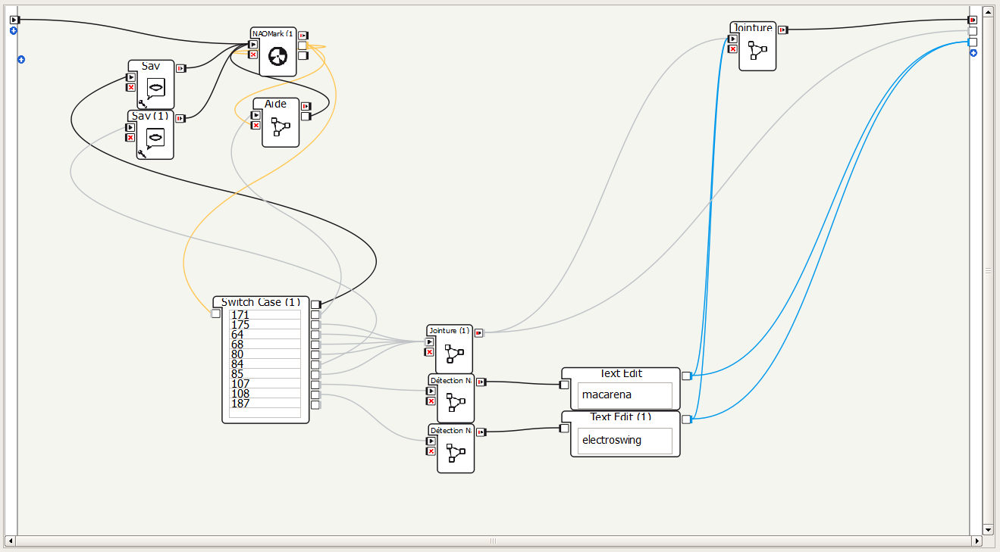 NAOMark (1
Jointure
Sav
Aide
Sav (1)
Switch Case (1)
171
175
64
68
80
84
85
107
108
187
Jointure (1)
Détection N
Text Edit
macarena
Text Edit (1)
electroswing
Détection N